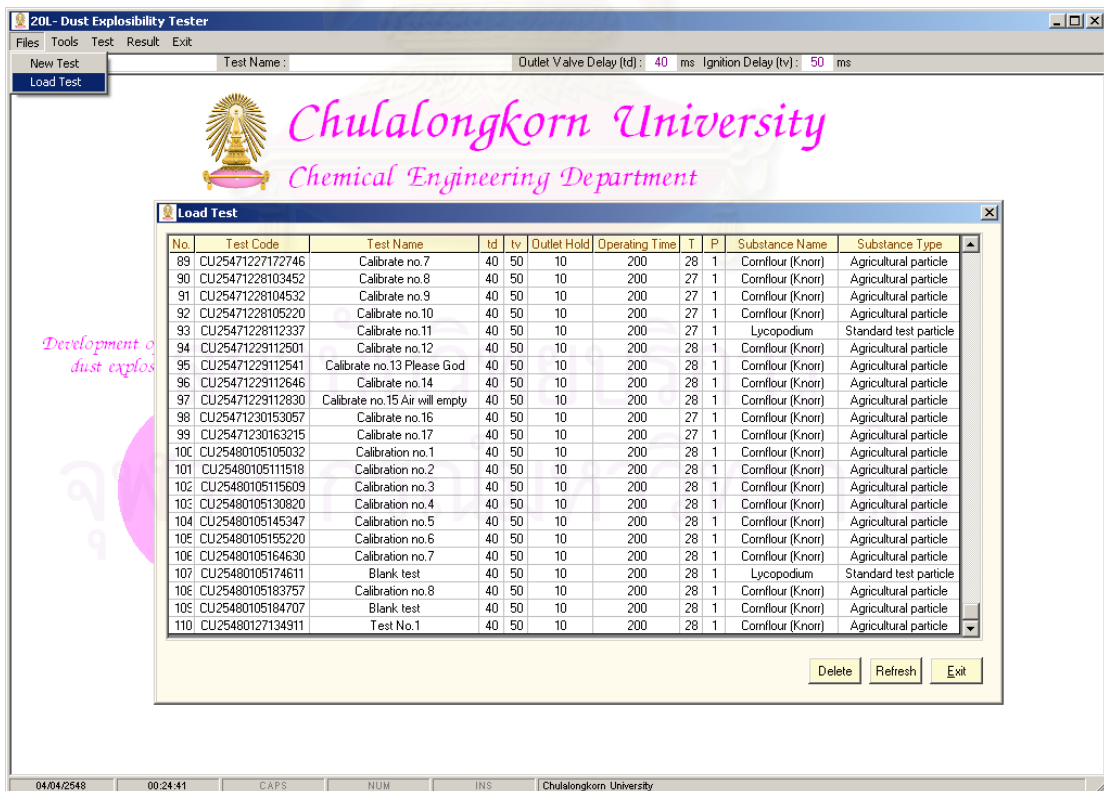 20L- Dust Explosibility Tester
Files Tools Test Result Exit
New Test
Load Test
Test Name : Outlet Valve Delay (td) : 40 ms Ignition Delay (tv) : 50 ms
Chulalongkorn University
Chemical Engineering Department
Development o
dust explos
Load Test
No. Test Code Test Name td tv Outlet Hold Operating Time T P Substance Name Substance Type
89 CU25471227172746 Calibrate no.7 40 50 10 200 28 1 Cornflour (Knorr) Agricultural particle
90 CU25471228103452 Calibrate no.8 40 50 10 200 27 1 Cornflour (Knorr) Agricultural particle
91 CU25471228104532 Calibrate no.9 40 50 10 200 27 1 Cornflour (Knorr) Agricultural particle
92 CU25471228105220 Calibrate no.10 40 50 10 200 27 1 Cornflour (Knorr) Agricultural particle
93 CU25471228112337 Calibrate no.11 40 50 10 200 27 1 Lycopodium Standard test particle
94 CU25471229112501 Calibrate no.12 40 50 10 200 28 1 Cornflour (Knorr) Agricultural particle
95 CU25471229112541 Calibrate no.13 Please God 40 50 10 200 28 1 Cornflour (Knorr) Agricultural particle
96 CU25471229112646 Calibrate no.14 40 50 10 200 28 1 Cornflour (Knorr) Agricultural particle
97 CU25471229112830 Calibrate no.15 Air will empty 40 50 10 200 28 1 Cornflour (Knorr) Agricultural particle
98 CU25471230153057 Calibrate no.16 40 50 10 200 27 1 Cornflour (Knorr) Agricultural particle
99 CU25471230163215 Calibrate no.17 40 50 10 200 27 1 Cornflour (Knorr) Agricultural particle
100 CU25480105105032 Calibration no.1 40 50 10 200 28 1 Cornflour (Knorr) Agricultural particle
101 CU25480105111518 Calibration no.2 40 50 10 200 28 1 Cornflour (Knorr) Agricultural particle
102 CU25480105115609 Calibration no.3 40 50 10 200 28 1 Cornflour (Knorr) Agricultural particle
103 CU25480105130820 Calibration no.4 40 50 10 200 28 1 Cornflour (Knorr) Agricultural particle
104 CU25480105145347 Calibration no.5 40 50 10 200 28 1 Cornflour (Knorr) Agricultural particle
105 CU25480105155220 Calibration no.6 40 50 10 200 28 1 Cornflour (Knorr) Agricultural particle
106 CU25480105164630 Calibration no.7 40 50 10 200 28 1 Cornflour (Knorr) Agricultural particle
107 CU25480105174611 Blank test 40 50 10 200 28 1 Lycopodium Standard test particle
108 CU25480105183757 Calibration no.8 40 50 10 200 28 1 Cornflour (Knorr) Agricultural particle
109 CU25480105184707 Blank test 40 50 10 200 28 1 Cornflour (Knorr) Agricultural particle
110 CU25480127134911 Test No.1 40 50 10 200 28 1 Cornflour (Knorr) Agricultural particle
Delete Refresh Exit
04/04/2548 00:24:41 CAPS NUM INS Chulalongkorn University